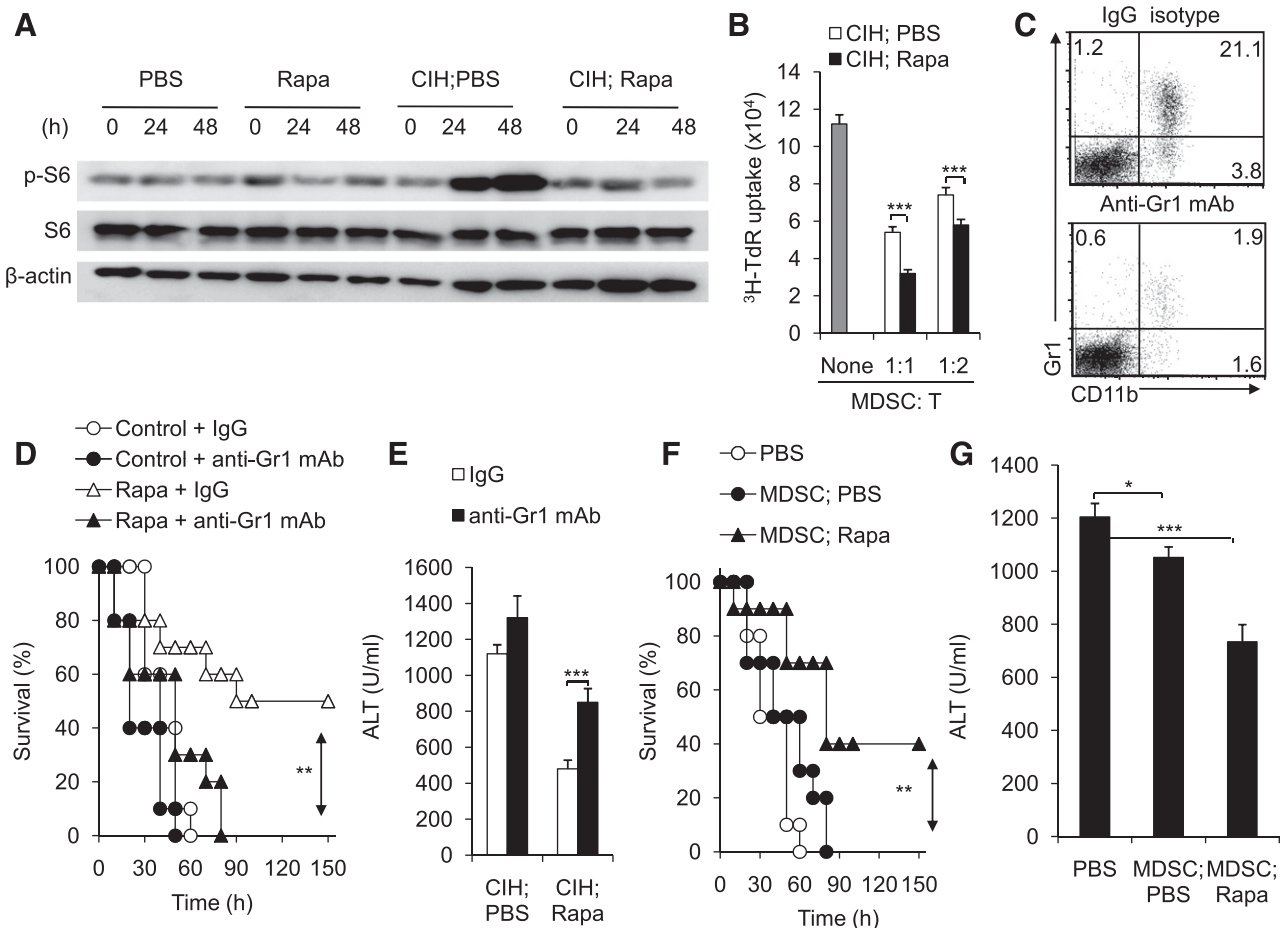 A
PBS Rapa CIH;PBS CIH; Rapa
(h) 0 24 48 0 24 48 0 24 48 0 24 48
p-S6
S6
β-actin
B
CIH; PBS
CIH; Rapa
³H-TdR uptake (x10⁴)
14
12
10
8
6
4
2
0
***
***
None 1:1 1:2
MDSC: T
C
IgG isotype
1.2 21.1
3.8
Anti-Gr1 mAb
0.6 1.9
1.6
Gr1
CD11b
D
Control + IgG
Control + anti-Gr1 mAb
Rapa + IgG
Rapa + anti-Gr1 mAb
Survival (%)
100
80
60
40
20
0
**
0 30 60 90 120 150
Time (h)
E
IgG
anti-Gr1 mAb
ALT (U/ml)
1600
1400
1200
1000
800
600
400
200
0
***
CIH; CIH;
PBS Rapa
F
PBS
MDSC; PBS
MDSC; Rapa
Survival (%)
100
80
60
40
20
0
**
0 30 60 90 120 150
Time (h)
G
ALT (U/ml)
1400
1200
1000
800
600
400
200
0
*
***
PBS MDSC; MDSC;
PBS Rapa